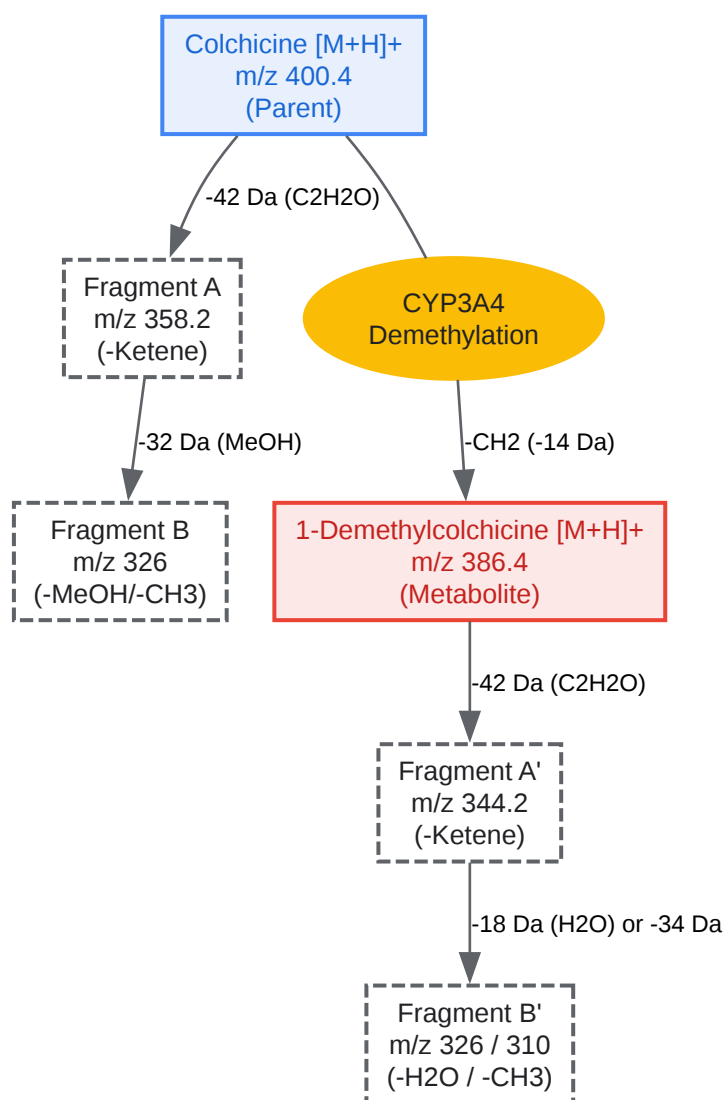 Colchicine [M+H]+
m/z 400.4
(Parent)
-42 Da (C2H2O)
Fragment A
m/z 358.2
(-Ketene)
CYP3A4
Demethylation
-32 Da (MeOH)
-CH2 (-14 Da)
Fragment B
m/z 326
(-MeOH/-CH3)
1-Demethylcolchicine [M+H]+
m/z 386.4
(Metabolite)
-42 Da (C2H2O)
Fragment A'
m/z 344.2
(-Ketene)
-18 Da (H2O) or -34 Da
Fragment B'
m/z 326 / 310
(-H2O / -CH3)